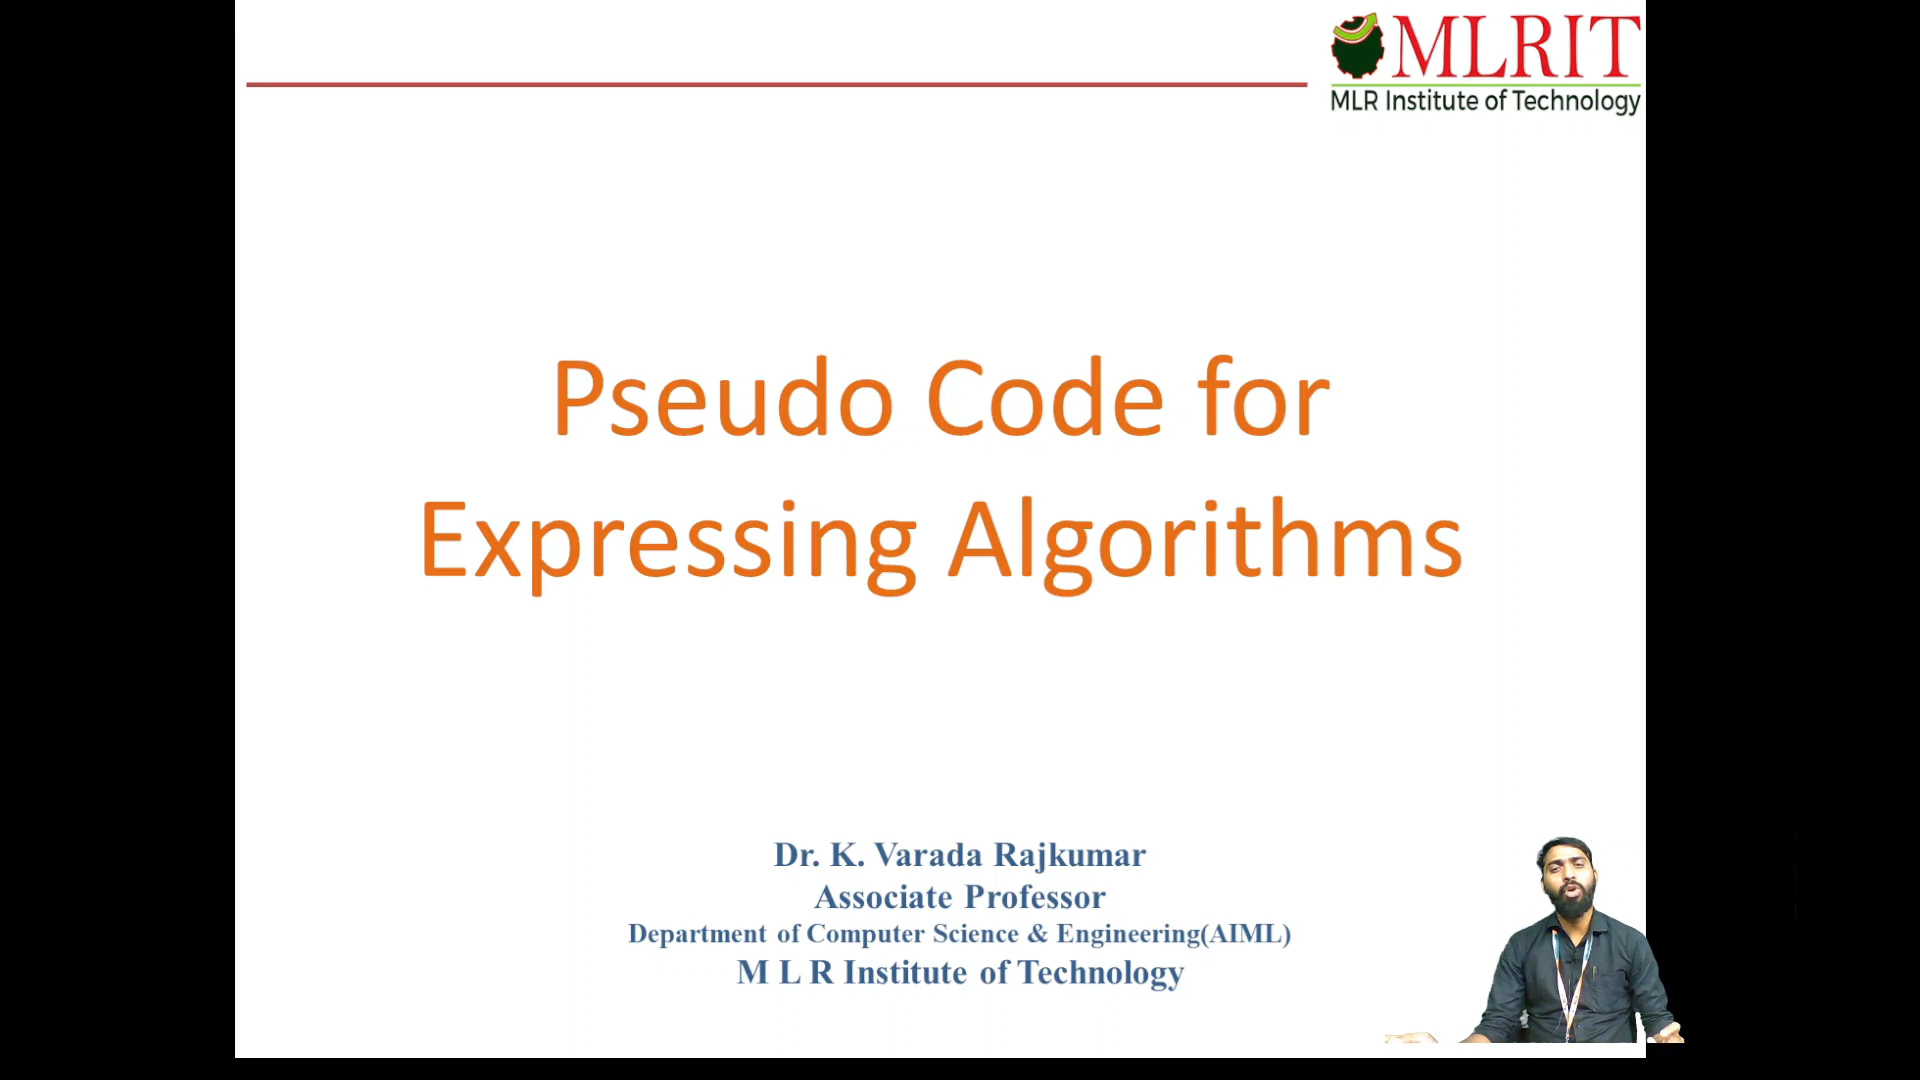 MLRIT
MLR Institute of Technology
Pseudo Code for
Expressing Algorithms
Dr. K. Varada Rajkumar
Associate Professor
Department of Computer Science & Engineering(AIML)
M L R Institute of Technology